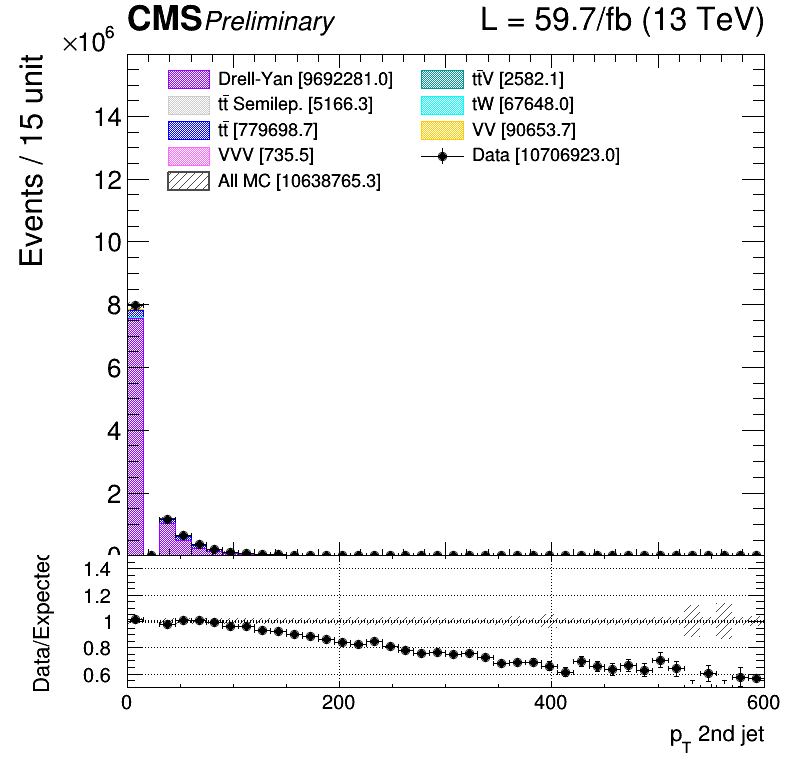 CMS Preliminary L = 59.7/fb (13 TeV)
×10⁶
Events / 15 unit
Drell-Yan [9692281.0]
tt̄ Semilep. [5166.3]
tt̄ [779698.7]
VVV [735.5]
All MC [10638765.3]
tt̄V [2582.1]
tW [67648.0]
VV [90653.7]
Data [10706923.0]
14
12
10
8
6
4
2
0
Data/Expected
1.4
1.2
1
0.8
0.6
0 200 400 600
p_T 2nd jet